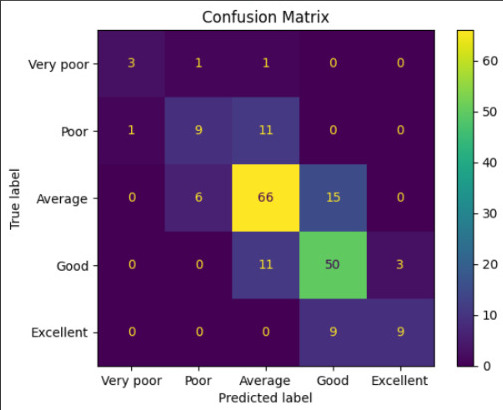 Confusion Matrix
Very poor 3 1 1 0 0
Poor 1 9 11 0 0
Average 0 6 66 15 0
Good 0 0 11 50 3
Excellent 0 0 0 9 9
Very poor Poor Average Good Excellent
Predicted label
True label
60
50
40
30
20
10
0